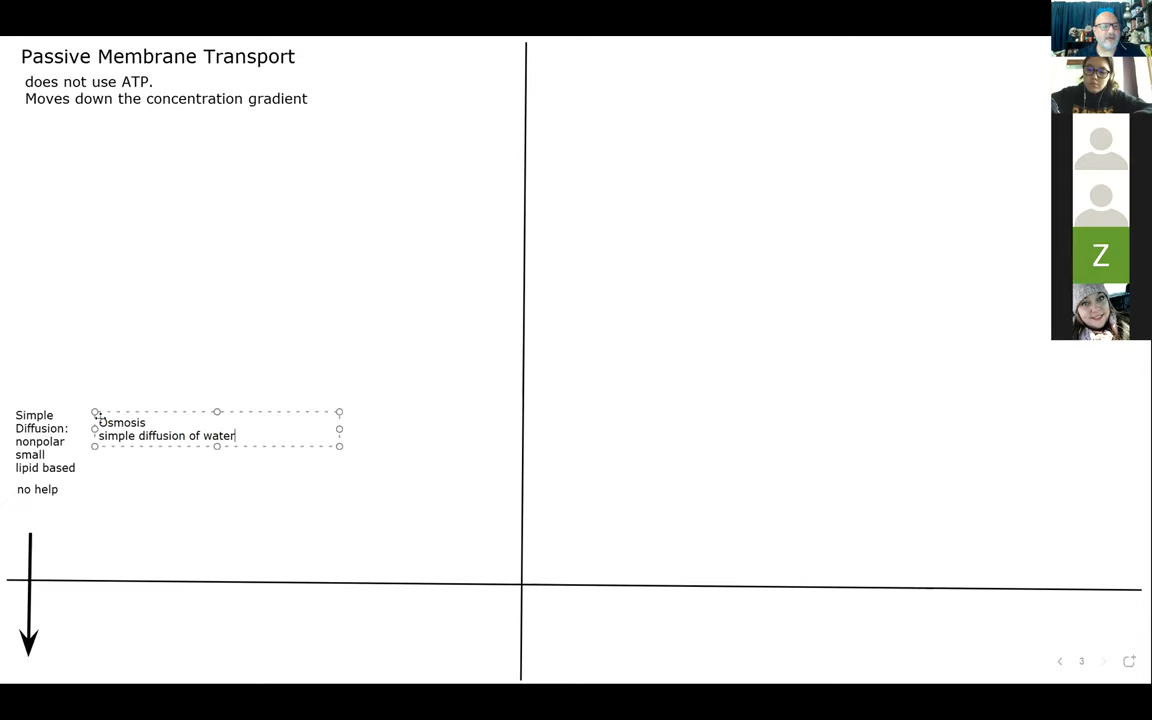 Passive Membrane Transport
does not use ATP.
Moves down the concentration gradient
Simple
Diffusion:
nonpolar
small
lipid based
no help
Osmosis
simple diffusion of water
Z
3